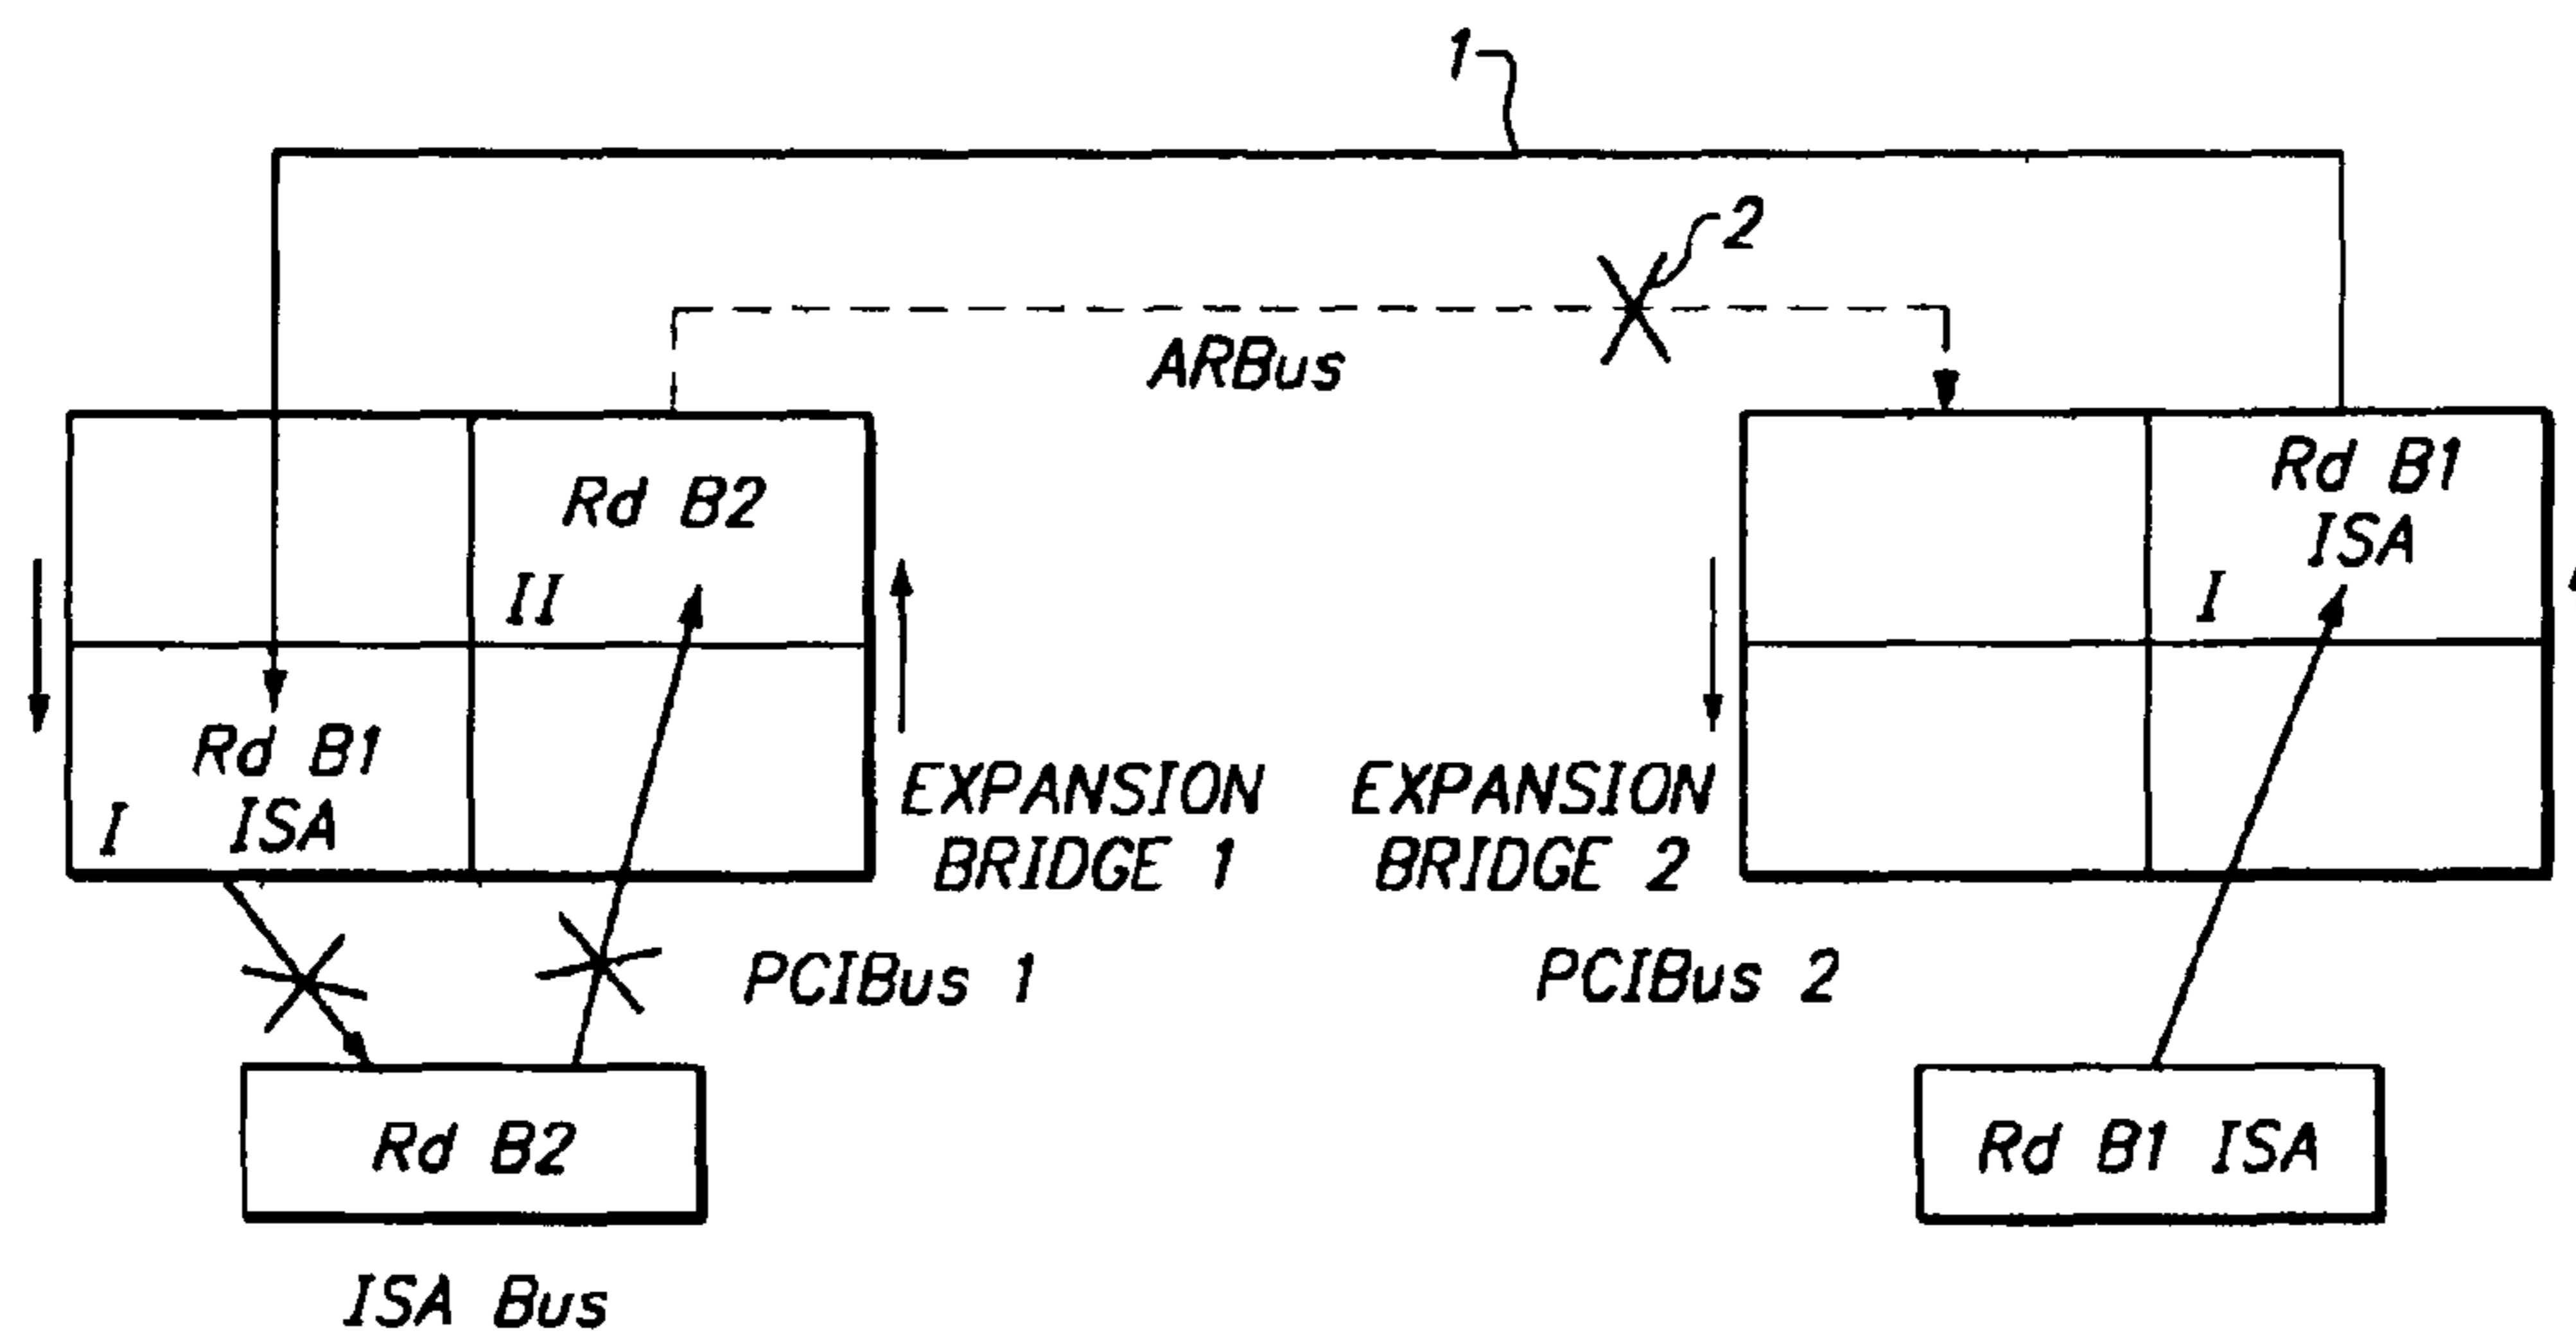 1
2
ARBus
Rd B2
II
Rd B1
ISA
I
Rd B1
ISA
I
EXPANSION
BRIDGE 1
EXPANSION
BRIDGE 2
PCIBus 1
PCIBus 2
Rd B2
Rd B1 ISA
ISA Bus